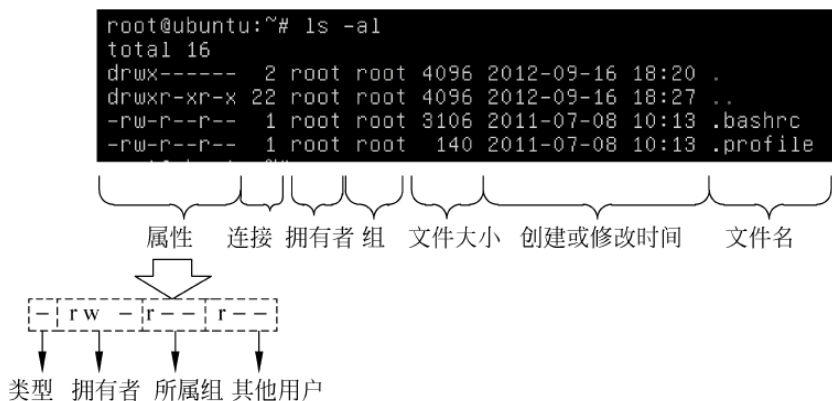 root@ubuntu:~# ls -al
total 16
drwx------ 2 root root 4096 2012-09-16 18:20 .
drwxr-xr-x 22 root root 4096 2012-09-16 18:27 ..
-rw-r--r-- 1 root root 3106 2011-07-08 10:13 .bashrc
-rw-r--r-- 1 root root 140 2011-07-08 10:13 .profile
属性 连接 拥有者 组 文件大小 创建或修改时间 文件名
- rw - r - - r - -
类型 拥有者 所属组 其他用户